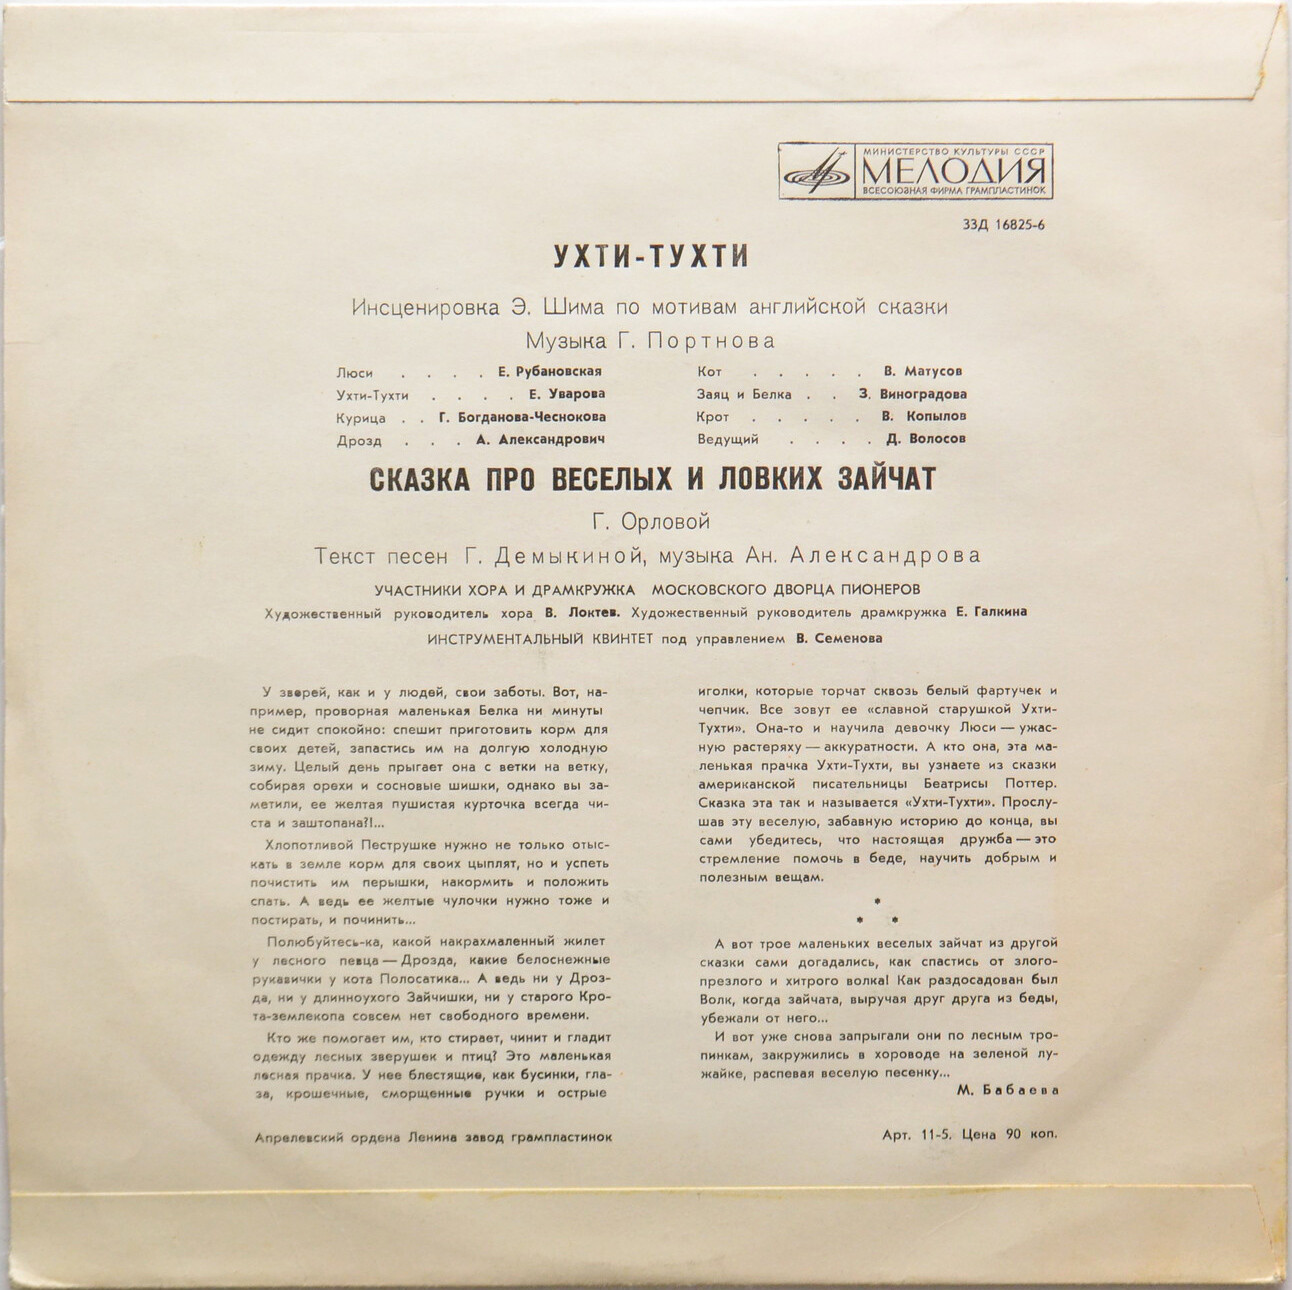 МИНИСТЕРСТВО КУЛЬТУРЫ СССР
МЕЛОДИЯ
ВСЕСОЮЗНАЯ ФИРМА ГРАМПЛАСТИНОК
33Д 16825-6
УХТИ-ТУХТИ
Инсценировка Э. Шима по мотивам английской сказки
Музыка Г. Портнова
Люси . . . . Е. Рубановская
Ухти-Тухти . . . . Е. Уварова
Курица . . Г. Богданова-Чеснокова
Дрозд . . . А. Александрович
Кот . . . . . В. Матусов
Заяц и Белка . . З. Виноградова
Крот . . . . . В. Копылов
Ведущий . . . . Д. Волосов
СКАЗКА ПРО ВЕСЕЛЫХ И ЛОВКИХ ЗАЙЧАТ
Г. Орловой
Текст песен Г. Демыкиной, музыка Ан. Александрова
УЧАСТНИКИ ХОРА И ДРАМКРУЖКА МОСКОВСКОГО ДВОРЦА ПИОНЕРОВ
Художественный руководитель хора В. Локтев. Художественный руководитель драмкружка Е. Галкина
ИНСТРУМЕНТАЛЬНЫЙ КВИНТЕТ под управлением В. Семенова
У зверей, как и у людей, свои заботы. Вот, на-
пример, проворная маленькая Белка ни минуты
не сидит спокойно: спешит приготовить корм для
своих детей, запастись им на долгую холодную
зиму. Целый день прыгает она с ветки на ветку,
собирая орехи и сосновые шишки, однако вы за-
метили, ее желтая пушистая курточка всегда чи-
ста и заштопана?!...
Хлопотливой Пеструшке нужно не только отыс-
кать в земле корм для своих цыплят, но и успеть
почистить им перышки, накормить и положить
спать. А ведь ее желтые чулочки нужно тоже и
постирать, и починить...
Полюбуйтесь-ка, какой накрахмаленный жилет
у лесного певца — Дрозда, какие белоснежные
рукавички у кота Полосатика... А ведь ни у Дроз-
да, ни у длинноухого Зайчишки, ни у старого Кро-
та-землекопа совсем нет свободного времени.
Кто же помогает им, кто стирает, чинит и гладит
одежду лесных зверушек и птиц? Это маленькая
лесная прачка. У нее блестящие, как бусинки, гла-
за, крошечные, сморщенные ручки и острые
иголки, которые торчат сквозь белый фартучек и
чепчик. Все зовут ее «славной старушкой Ухти-
Тухти». Она-то и научила девочку Люси — ужас-
ную растеряху — аккуратности. А кто она, эта ма-
ленькая прачка Ухти-Тухти, вы узнаете из сказки
американской писательницы Беатрисы Поттер.
Сказка эта так и называется «Ухти-Тухти». Прослу-
шав эту веселую, забавную историю до конца, вы
сами убедитесь, что настоящая дружба — это
стремление помочь в беде, научить добрым и
полезным вещам.
*
* *
А вот трое маленьких веселых зайчат из другой
сказки сами догадались, как спастись от злого-
презлого и хитрого волка! Как раздосадован был
Волк, когда зайчата, выручая друг друга из беды,
убежали от него...
И вот уже снова запрыгали они по лесным тро-
пинкам, закружились в хороводе на зеленой лу-
жайке, распевая веселую песенку...
М. Бабаева
Апрелевский ордена Ленина завод грампластинок
Арт. 11-5. Цена 90 коп.